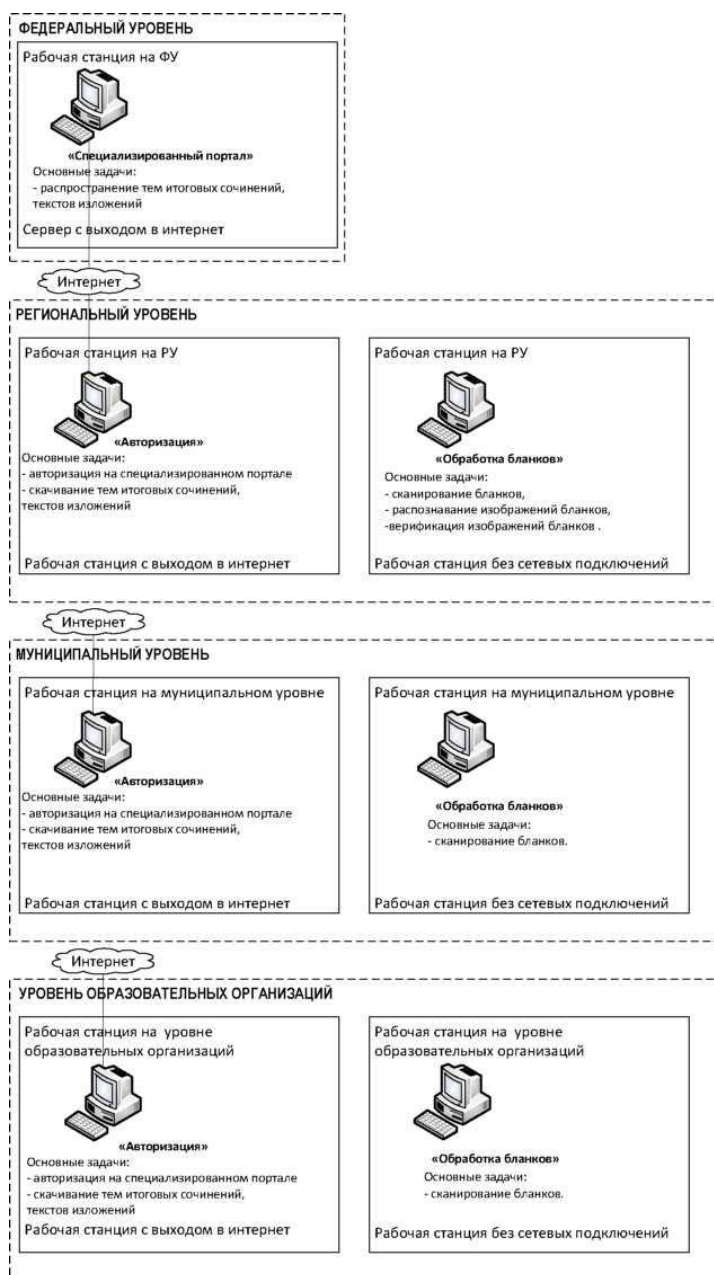 ФЕДЕРАЛЬНЫЙ УРОВЕНЬ
Рабочая станция на ФУ
«Специализированный портал»
Основные задачи:
- распространение тем итоговых сочинений,
текстов изложений
Сервер с выходом в интернет
Интернет
РЕГИОНАЛЬНЫЙ УРОВЕНЬ
Рабочая станция на РУ
«Авторизация»
Основные задачи:
- авторизация на специализированном портале
- скачивание тем итоговых сочинений,
текстов изложений
Рабочая станция с выходом в интернет
Рабочая станция на РУ
«Обработка бланков»
Основные задачи:
- сканирование бланков,
- распознавание изображений бланков,
-верификация изображений бланков .
Рабочая станция без сетевых подключений
Интернет
МУНИЦИПАЛЬНЫЙ УРОВЕНЬ
Рабочая станция на муниципальном уровне
«Авторизация»
Основные задачи:
- авторизация на специализированном портале
- скачивание тем итоговых сочинений,
текстов изложений
Рабочая станция с выходом в интернет
Рабочая станция на муниципальном уровне
«Обработка бланков»
Основные задачи:
- сканирование бланков.
Рабочая станция без сетевых подключений
Интернет
УРОВЕНЬ ОБРАЗОВАТЕЛЬНЫХ ОРГАНИЗАЦИЙ
Рабочая станция на уровне
образовательных организаций
«Авторизация»
Основные задачи:
- авторизация на специализированном портале
- скачивание тем итоговых сочинений,
текстов изложений
Рабочая станция с выходом в интернет
Рабочая станция на уровне
образовательных организаций
«Обработка бланков»
Основные задачи:
- сканирование бланков.
Рабочая станция без сетевых подключений